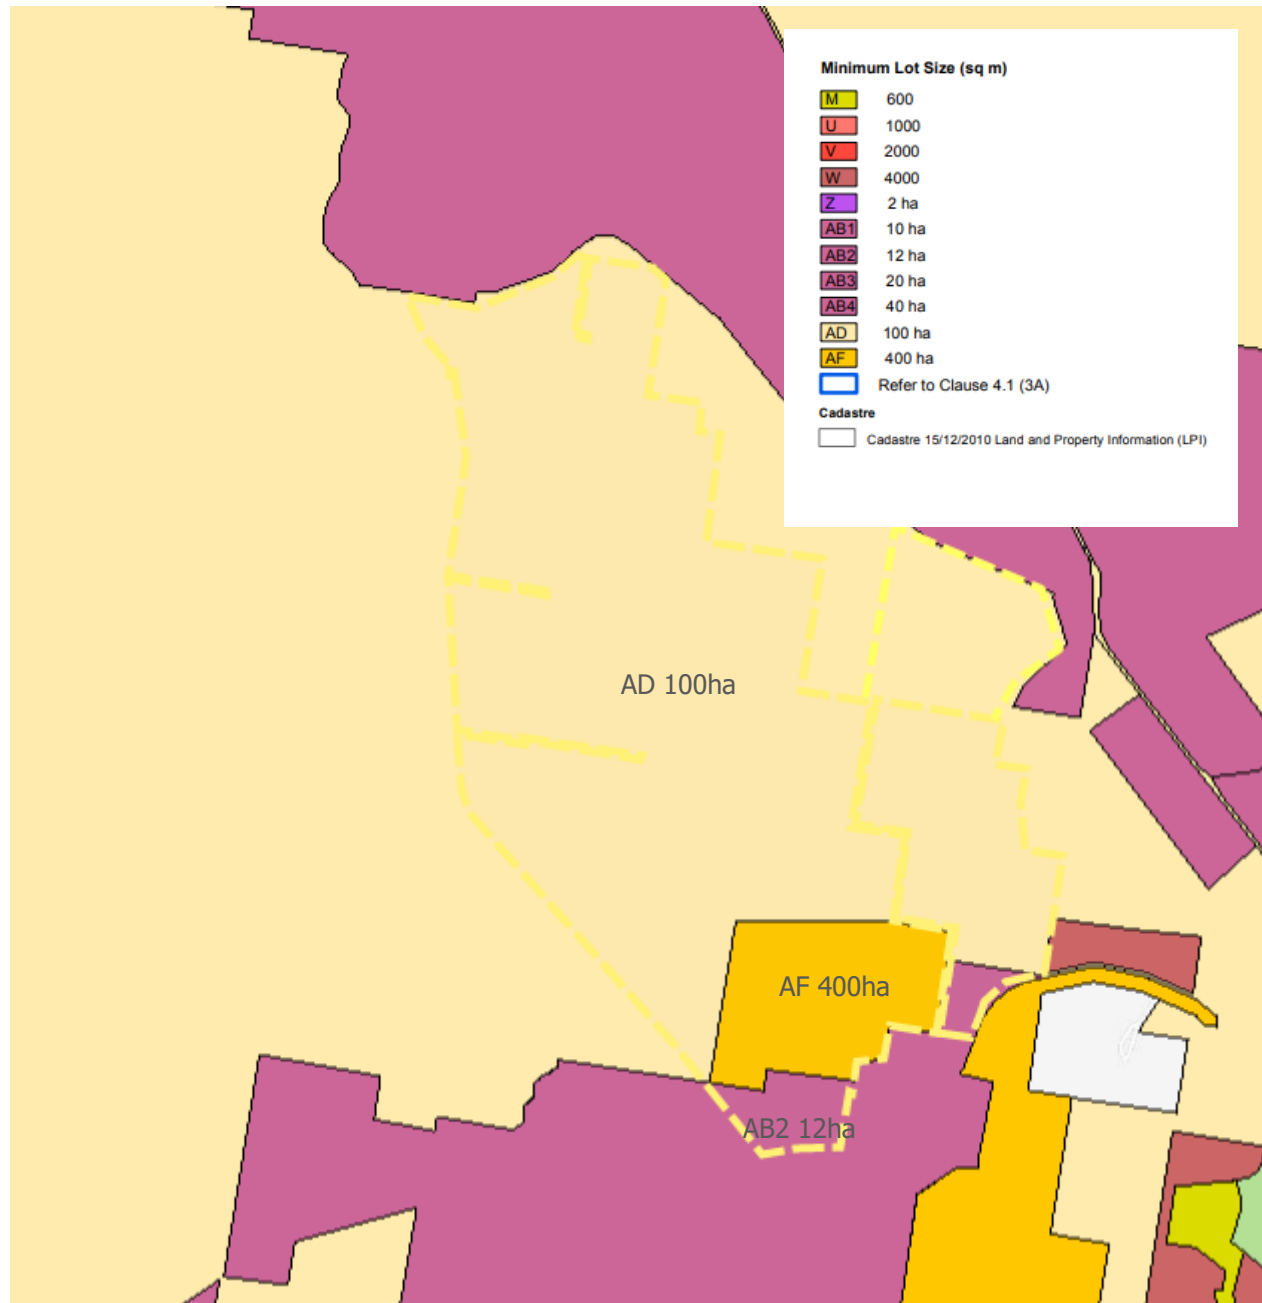 Minimum Lot Size (sq m)
M 600
U 1000
V 2000
W 4000
Z 2 ha
AB1 10 ha
AB2 12 ha
AB3 20 ha
AB4 40 ha
AD 100 ha
AF 400 ha
Refer to Clause 4.1 (3A)
Cadastre
Cadastre 15/12/2010 Land and Property Information (LPI)
AD 100ha
AF 400ha
AB2 12ha